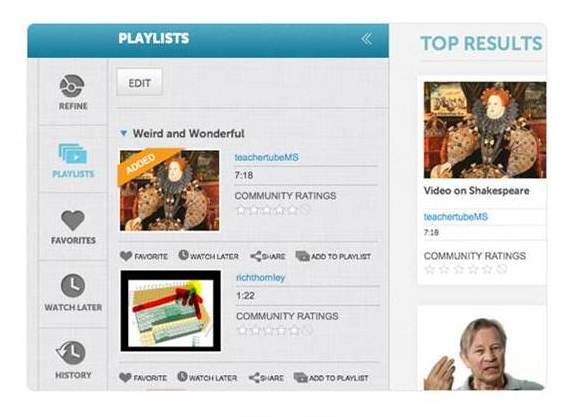 PLAYLISTS
TOP RESULTS
EDIT
REFINE
PLAYLISTS
FAVORITES
WATCH LATER
HISTORY
Weird and Wonderful
ADDED
teachertubeMS
7:18
COMMUNITY RATINGS
FAVORITE WATCH LATER SHARE ADD TO PLAYLIST
richthornley
1:22
COMMUNITY RATINGS
FAVORITE WATCH LATER SHARE ADD TO PLAYLIST
Video on Shakespeare
teachertubeMS
7:18
COMMUNITY RATINGS